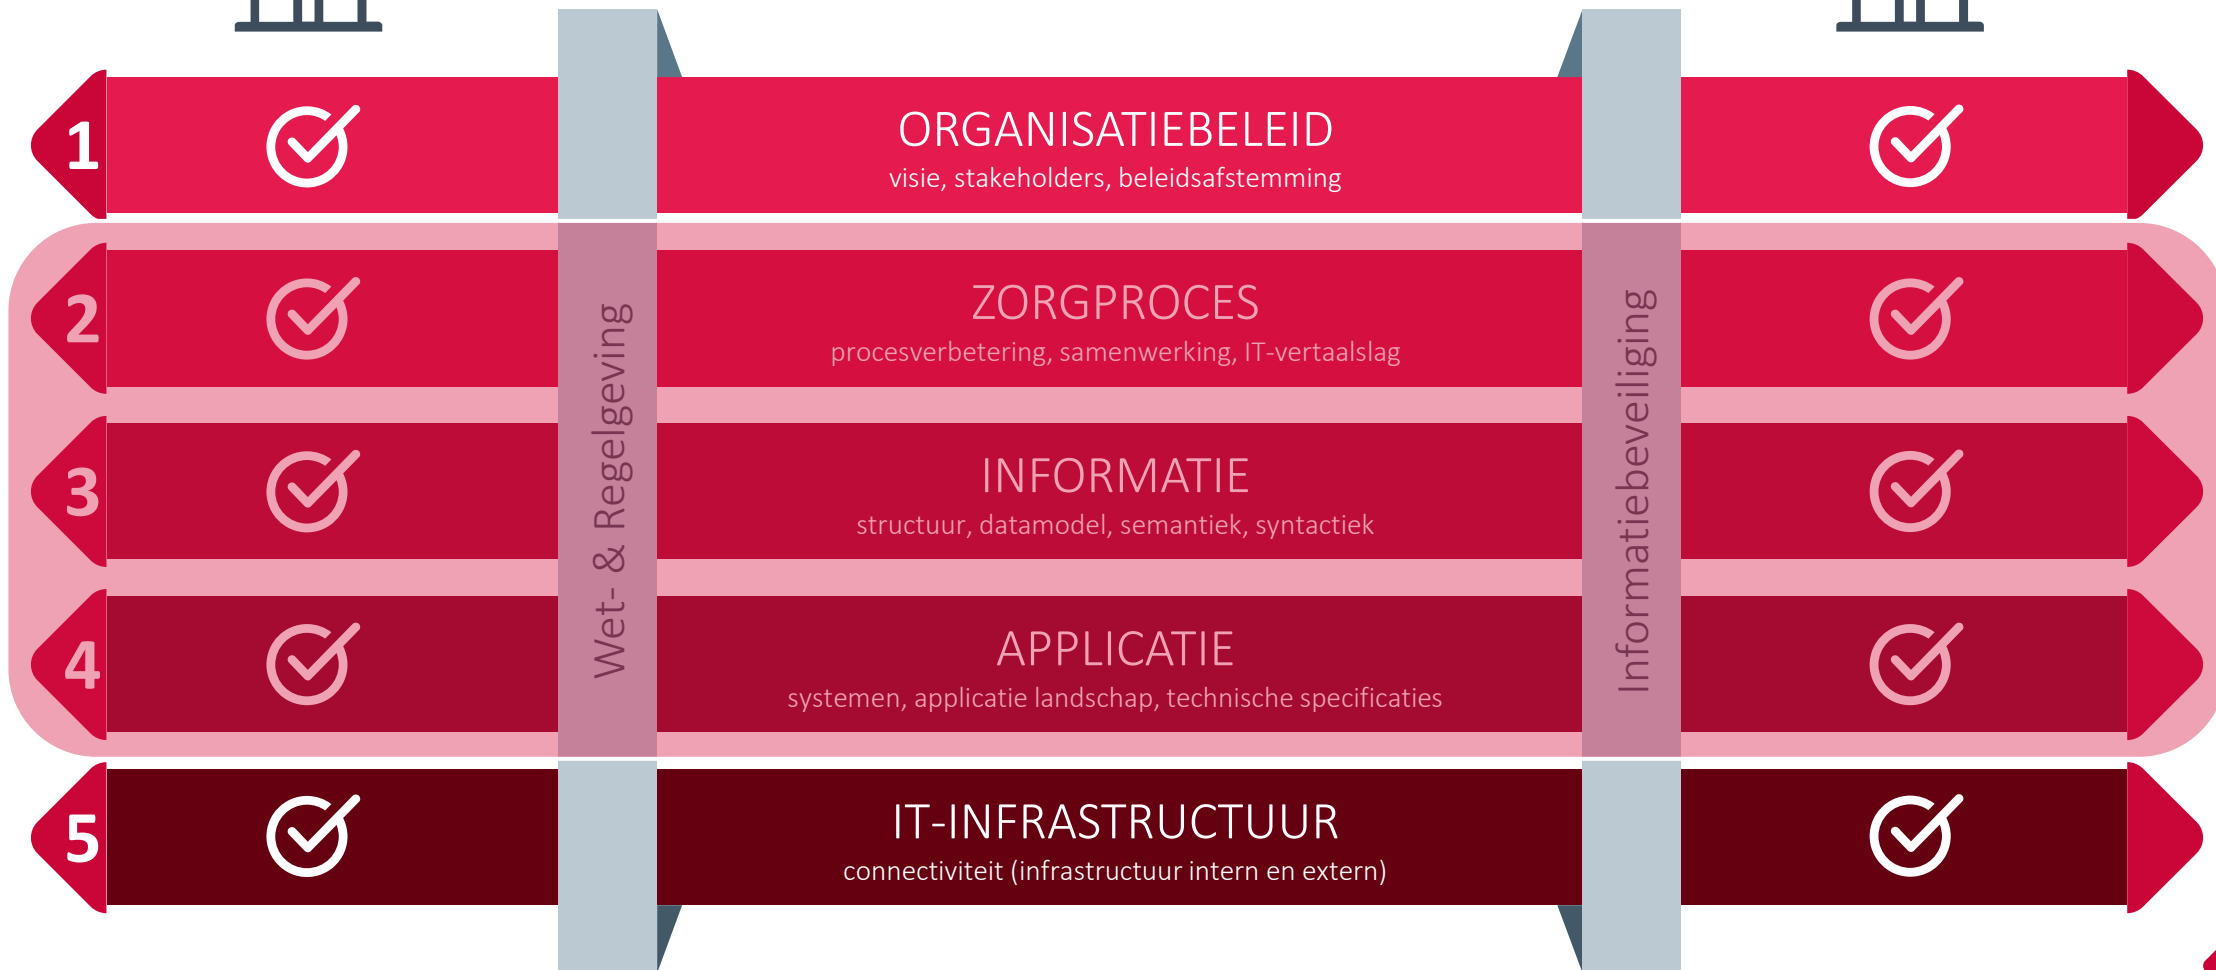 1
ORGANISATIEBELEID
visie, stakeholders, beleidsafstemming
2
ZORGPROCES
procesverbetering, samenwerking, IT-vertaalslag
3
INFORMATIE
structuur, datamodel, semantiek, syntactiek
4
APPLICATIE
systemen, applicatie landschap, technische specificaties
5
IT-INFRASTRUCTUUR
connectiviteit (infrastructuur intern en extern)
Wet- & Regelgeving
Informatiebeveiliging